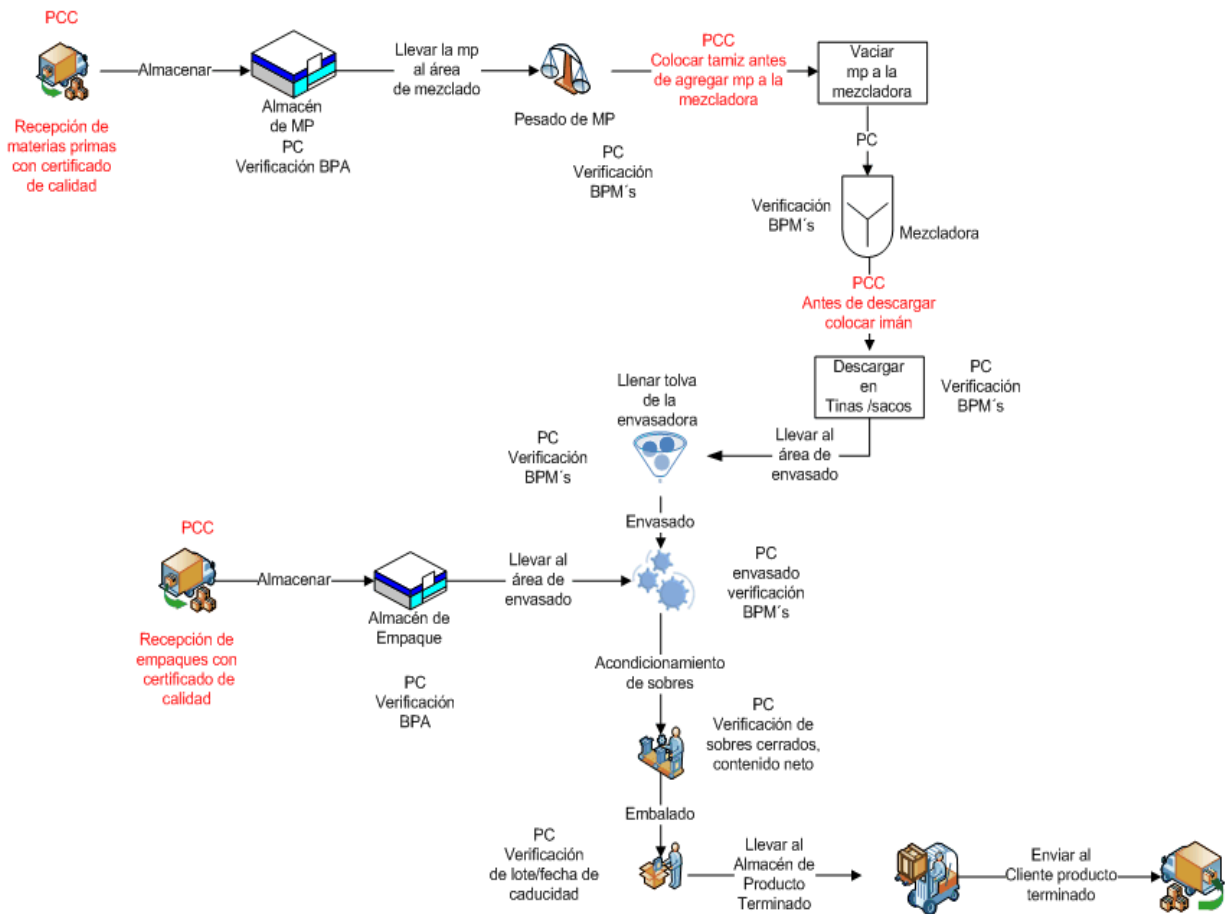 PCC
Recepción de
materias primas
con certificado
de calidad
Almacenar
Almacén
de MP
PC
Verificación BPA
Llevar la mp
al área
de mezclado
Pesado de MP
PC
Verificación
BPM´s
PCC
Colocar tamiz antes
de agregar mp a la
mezcladora
Vaciar
mp a la
mezcladora
PC
Verificación
BPM´s
Mezcladora
PCC
Antes de descargar
colocar imán
Descargar
en
Tinas /sacos
PC
Verificación
BPM´s
Llevar al
área de
envasado
Llenar tolva
de la
envasadora
PC
Verificación
BPM´s
Envasado
PCC
Recepción de
empaques con
certificado de
calidad
Almacenar
Almacén de
Empaque
PC
Verificación
BPA
Llevar al
área de
envasado
PC
envasado
verificación
BPM´s
Acondicionamiento
de sobres
PC
Verificación de
sobres cerrados,
contenido neto
Embalado
PC
Verificación
de lote/fecha de
caducidad
Llevar al
Almacén de
Producto
Terminado
Enviar al
Cliente producto
terminado